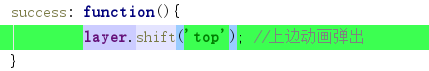 success: function(){
layer.shift('top'); //上边动画弹出
}